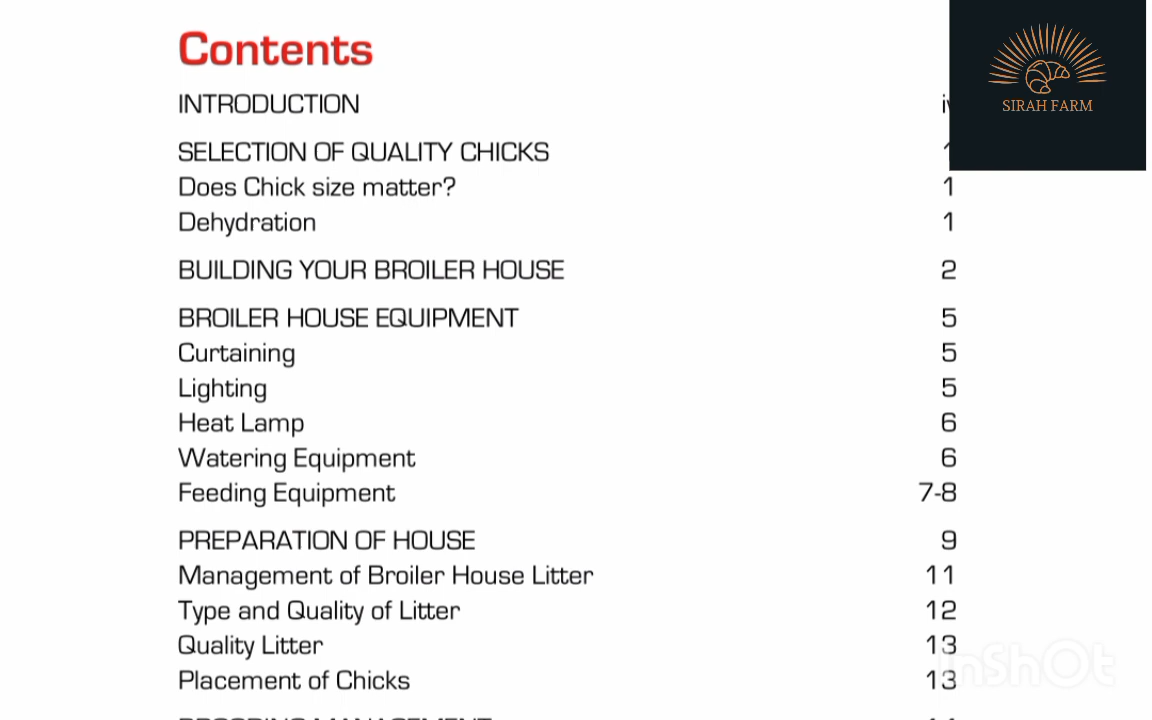 Contents
INTRODUCTION
SELECTION OF QUALITY CHICKS
Does Chick size matter? 1
Dehydration 1
BUILDING YOUR BROILER HOUSE 2
BROILER HOUSE EQUIPMENT 5
Curtaining 5
Lighting 5
Heat Lamp 6
Watering Equipment 6
Feeding Equipment 7-8
PREPARATION OF HOUSE 9
Management of Broiler House Litter 11
Type and Quality of Litter 12
Quality Litter 13
Placement of Chicks 13
SIRAH FARM
InShOt